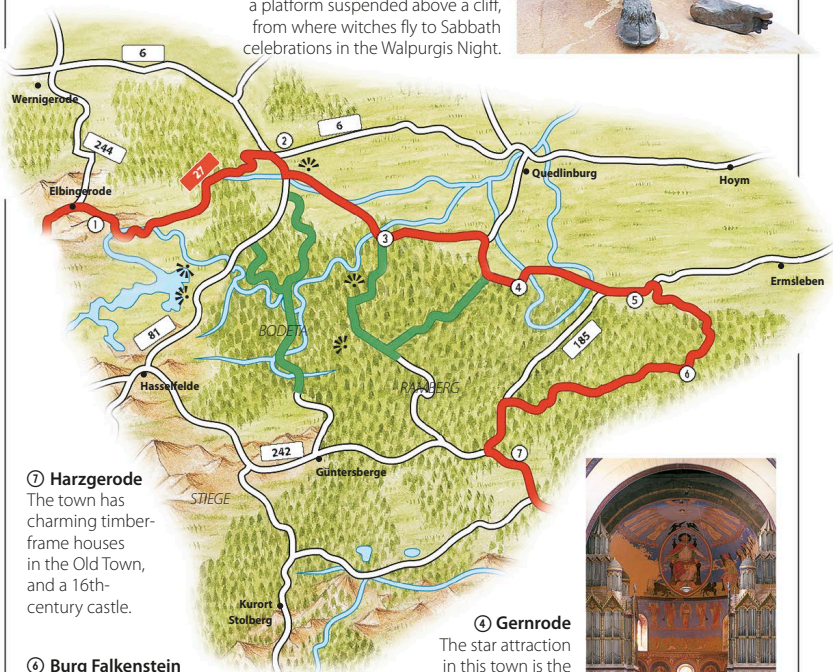 a platform suspended above a cliff,
from where witches fly to Sabbath
celebrations in the Walpurgis Night.
6
Wernigerode
244
27
2
6
Quedlinburg
Hoym
Elbingerode
1
3
4
5
Ermsleben
BODETA
81
185
Hasselfelde
RAMBERG
6
242
7
Güntersberge
STIEGE
⑦ Harzgerode
The town has
charming timber-
frame houses
in the Old Town,
and a 16th-
century castle.
Kurort
Stolberg
④ Gernrode
The star attraction
in this town is the
⑥ Burg Falkenstein